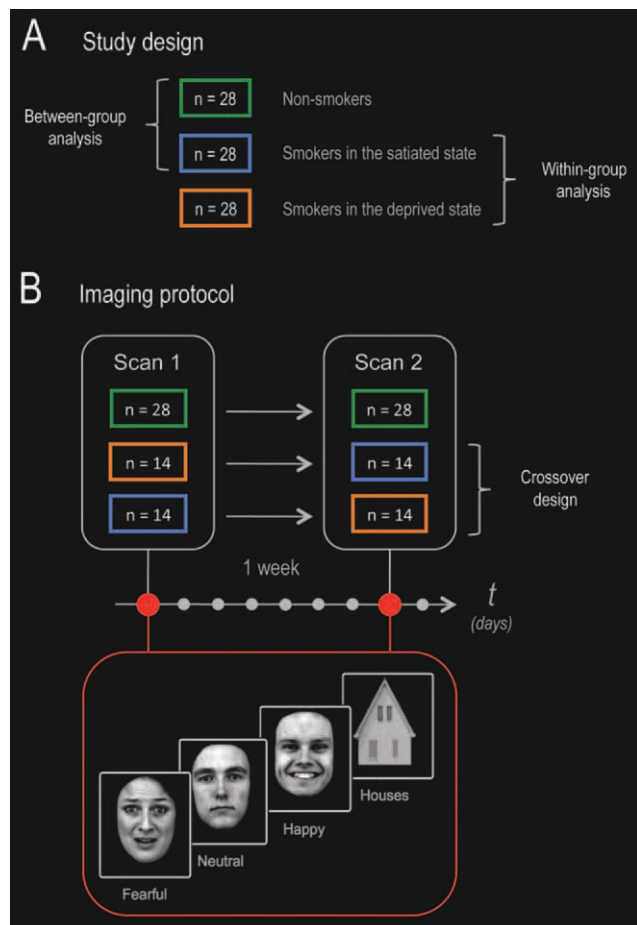 A Study design
Between-group
analysis
n = 28 Non-smokers
n = 28 Smokers in the satiated state
n = 28 Smokers in the deprived state
Within-group
analysis
B Imaging protocol
Scan 1 Scan 2
n = 28 n = 28
n = 14 n = 14
n = 14 n = 14
Crossover
design
1 week
t
(days)
Houses
Happy
Neutral
Fearful